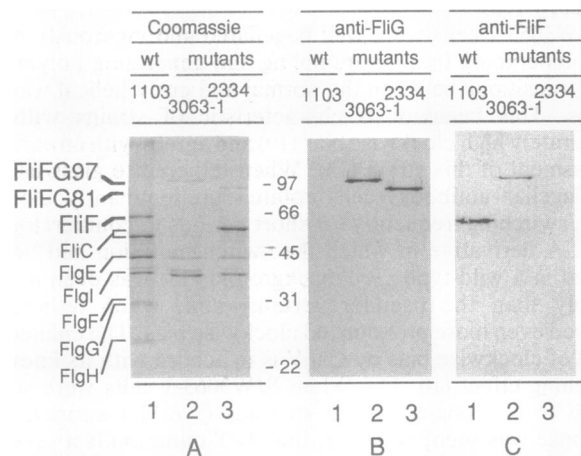 Coomassie
anti-FliG
anti-FliF
wt mutants
wt mutants
wt mutants
1103 2334
1103 2334
1103 2334
3063-1
3063-1
3063-1
FliFG97
FliFG81
FliF
FliC
FlgE
FlgI
FlgF
FlgG
FlgH
- 97
- 66
- 45
- 31
- 22
1 2 3
1 2 3
1 2 3
A
B
C